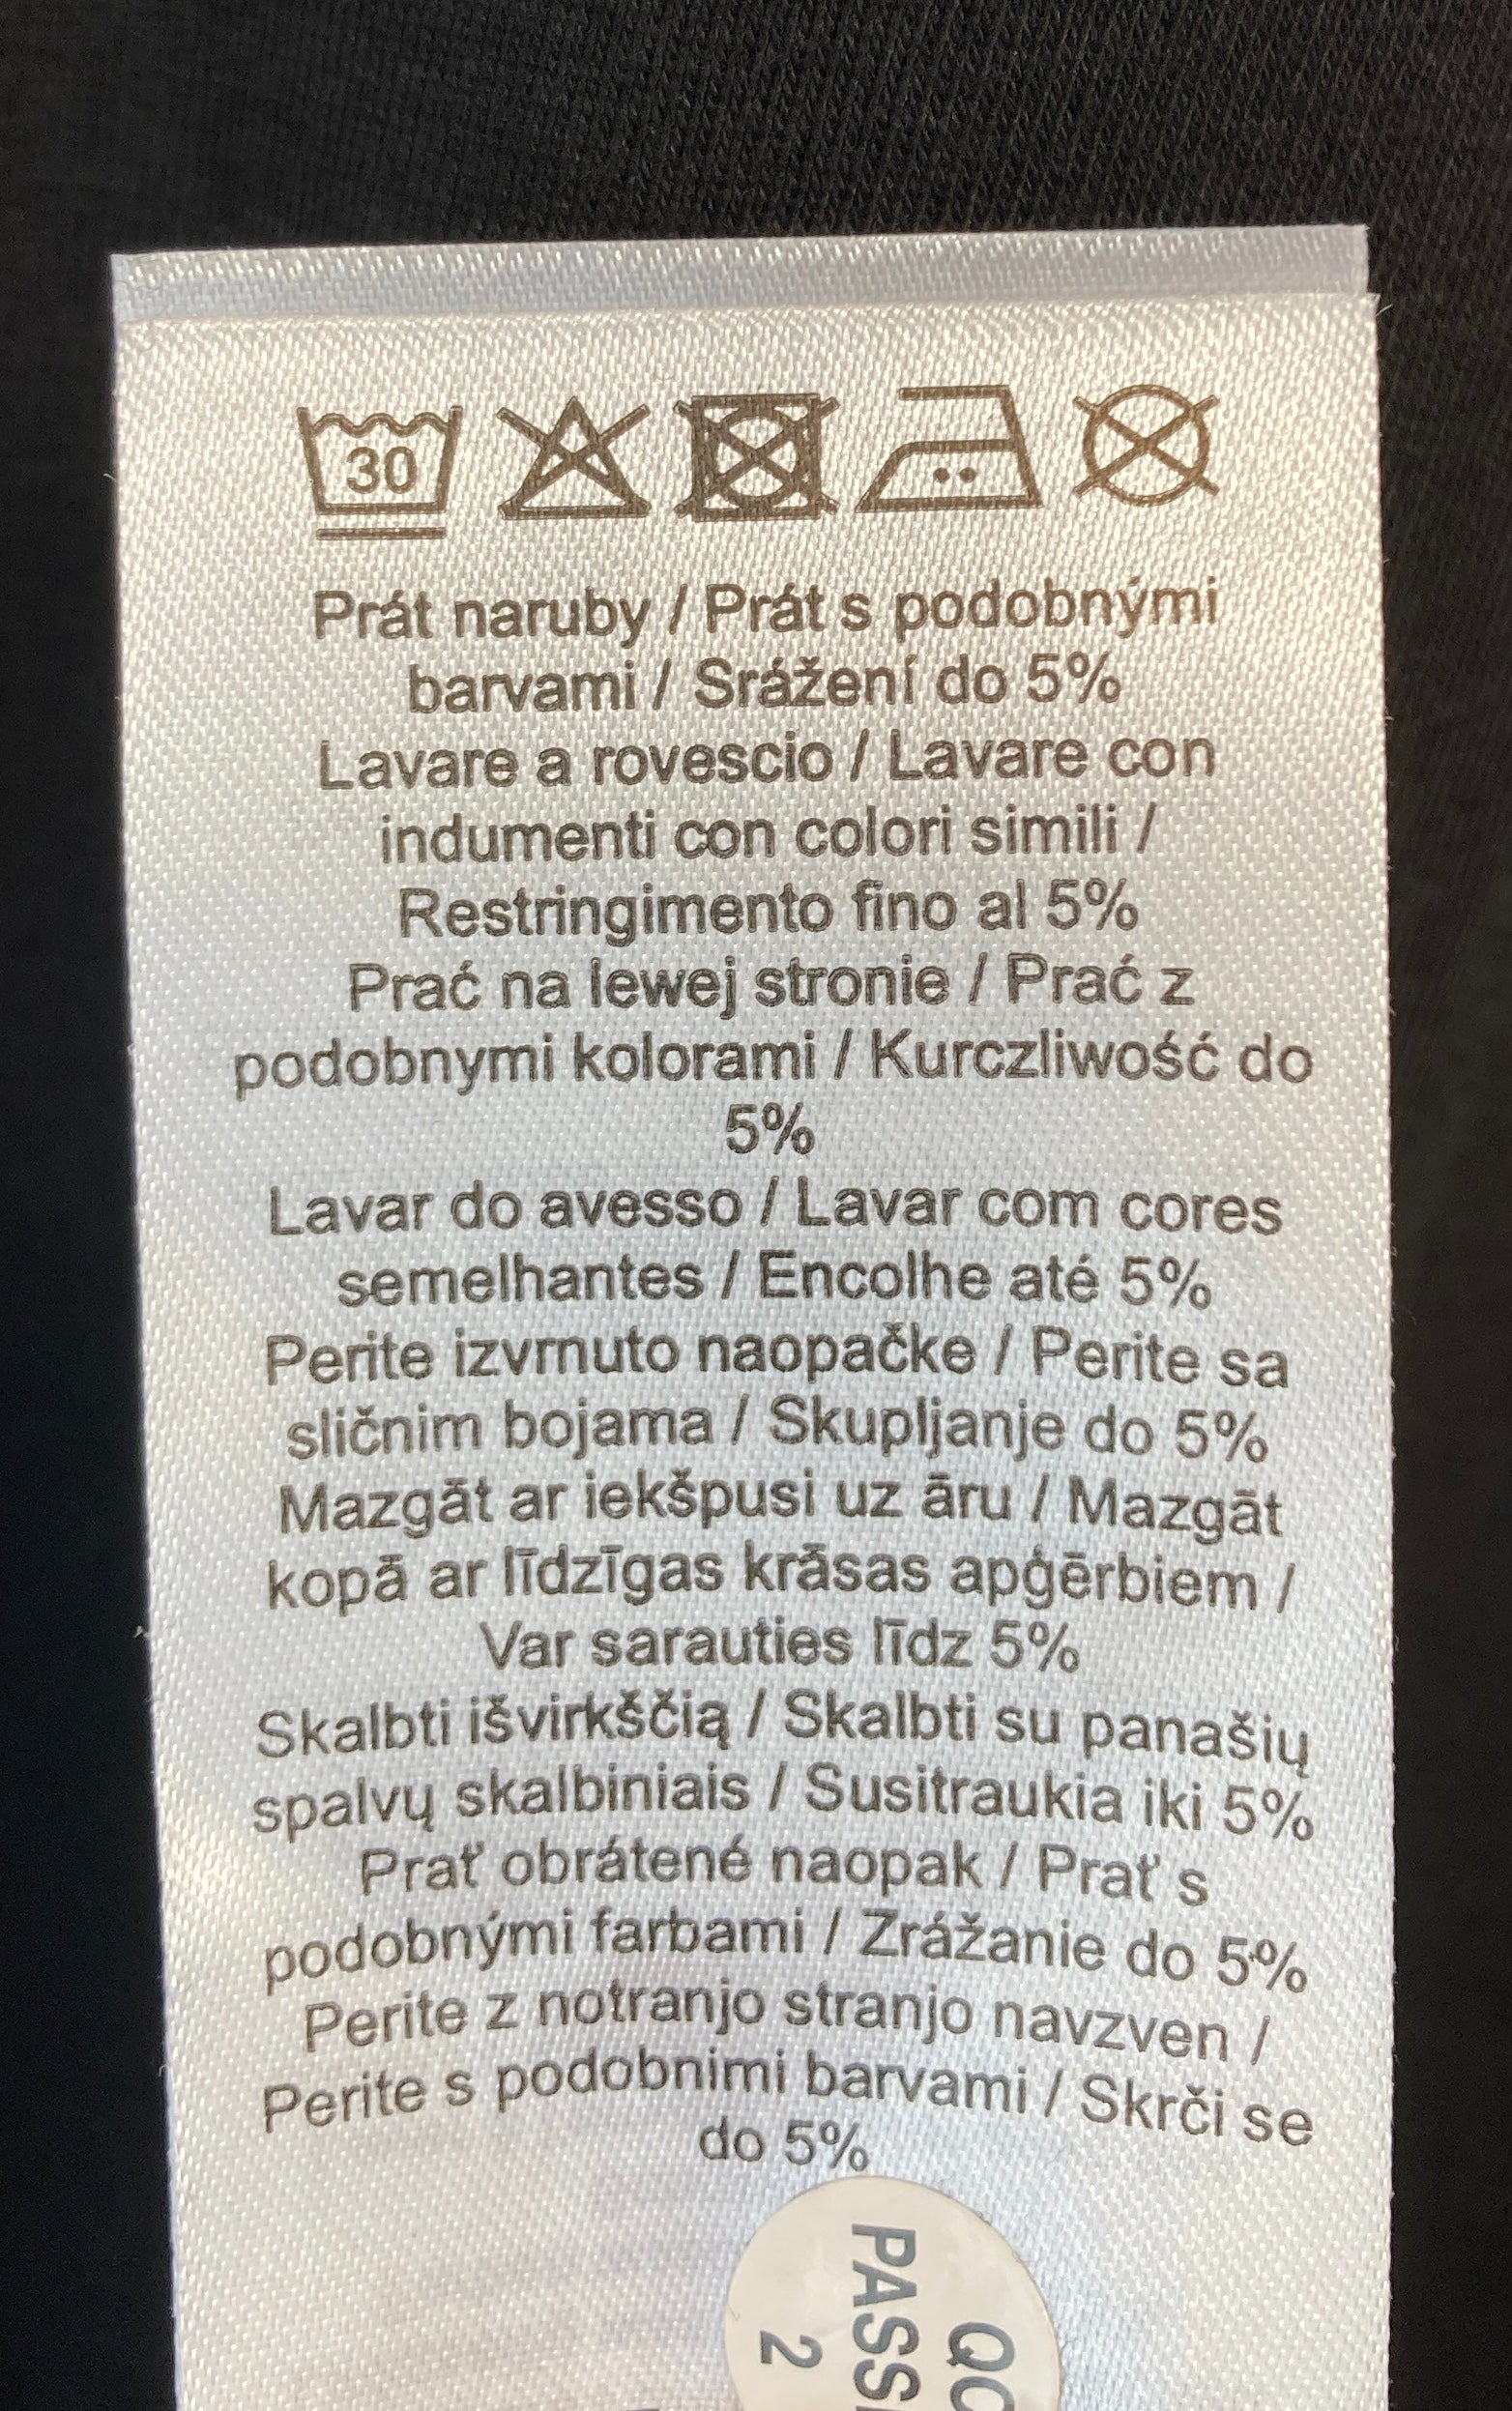 30
Prát naruby / Prát s podobnými
barvami / Srážení do 5%
Lavare a rovescio / Lavare con
indumenti con colori simili /
Restringimento fino al 5%
Prać na lewej stronie / Prać z
podobnymi kolorami / Kurczliwość do
5%
Lavar do avesso / Lavar com cores
semelhantes / Encolhe até 5%
Perite izvrnuto naopačke / Perite sa
sličnim bojama / Skupljanje do 5%
Mazgāt ar iekšpusi uz āru / Mazgāt
kopā ar līdzīgas krāsas apģērbiem /
Var sarauties līdz 5%
Skalbti išvirkščią / Skalbti su panašių
spalvų skalbiniais / Susitraukia iki 5%
Prať obrátené naopak / Prať s
podobnými farbami / Zrážanie do 5%
Perite z notranjo stranjo navzven /
Perite s podobnimi barvami / Skrči se
do 5%
PASS
2